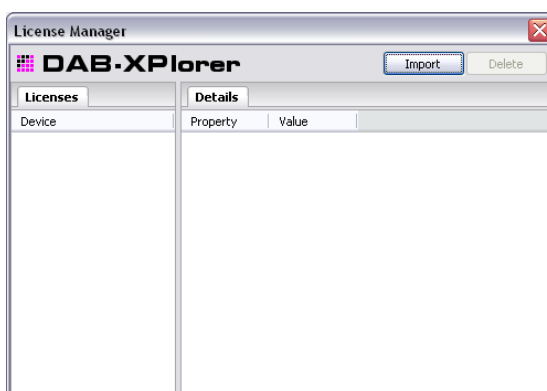 License Manager
DAB-XPlorer Import Delete
Licenses Details
Device Property Value